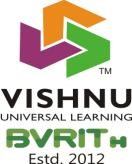 TM
VISHNU
UNIVERSAL LEARNING
BVRITH
Estd. 2012